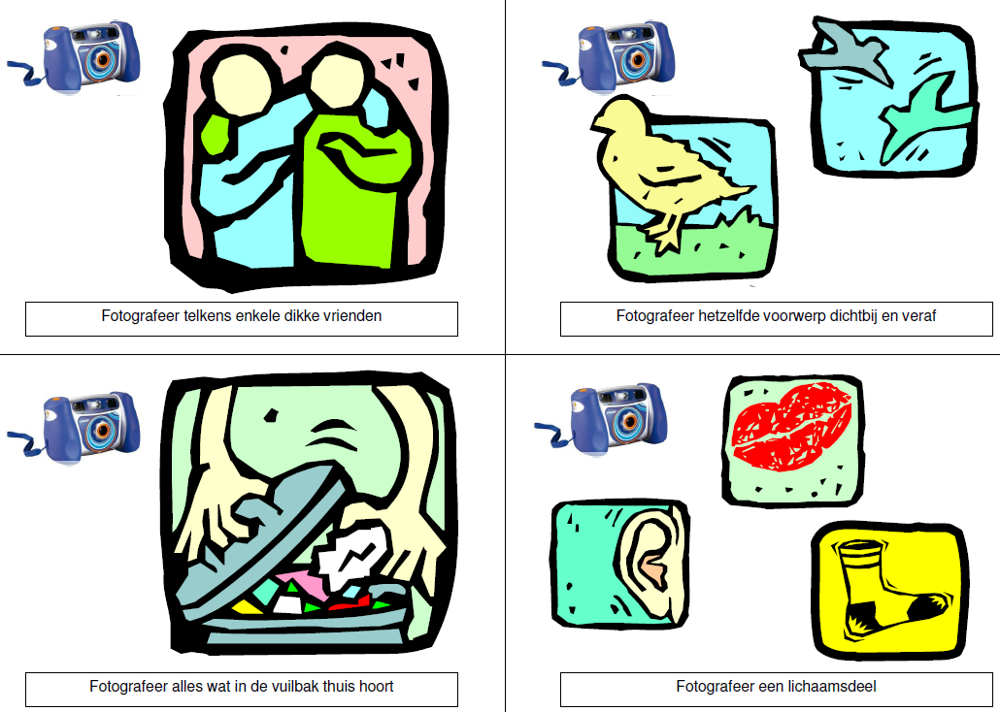 Fotografeer telkens enkele dikke vrienden
Fotografeer hetzelfde voorwerp dichtbij en veraf
Fotografeer alles wat in de vuilbak thuis hoort
Fotografeer een lichaamsdeel